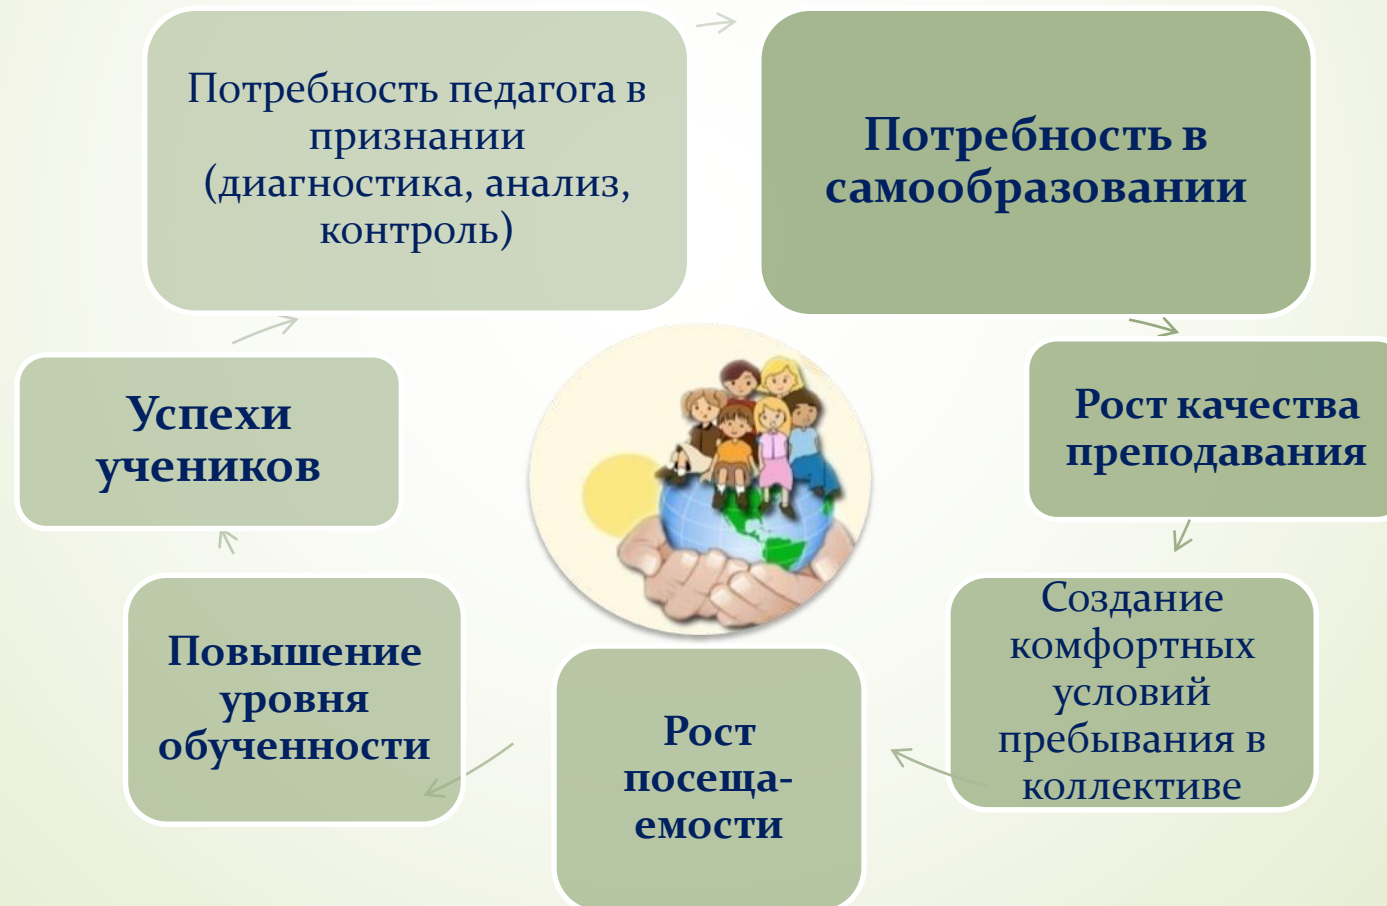 Потребность педагога в
признании
(диагностика, анализ,
контроль)
Потребность в
самообразовании
Рост качества
преподавания
Создание
комфортных
условий
пребывания в
коллективе
Рост
посеща-
емости
Повышение
уровня
обученности
Успехи
учеников